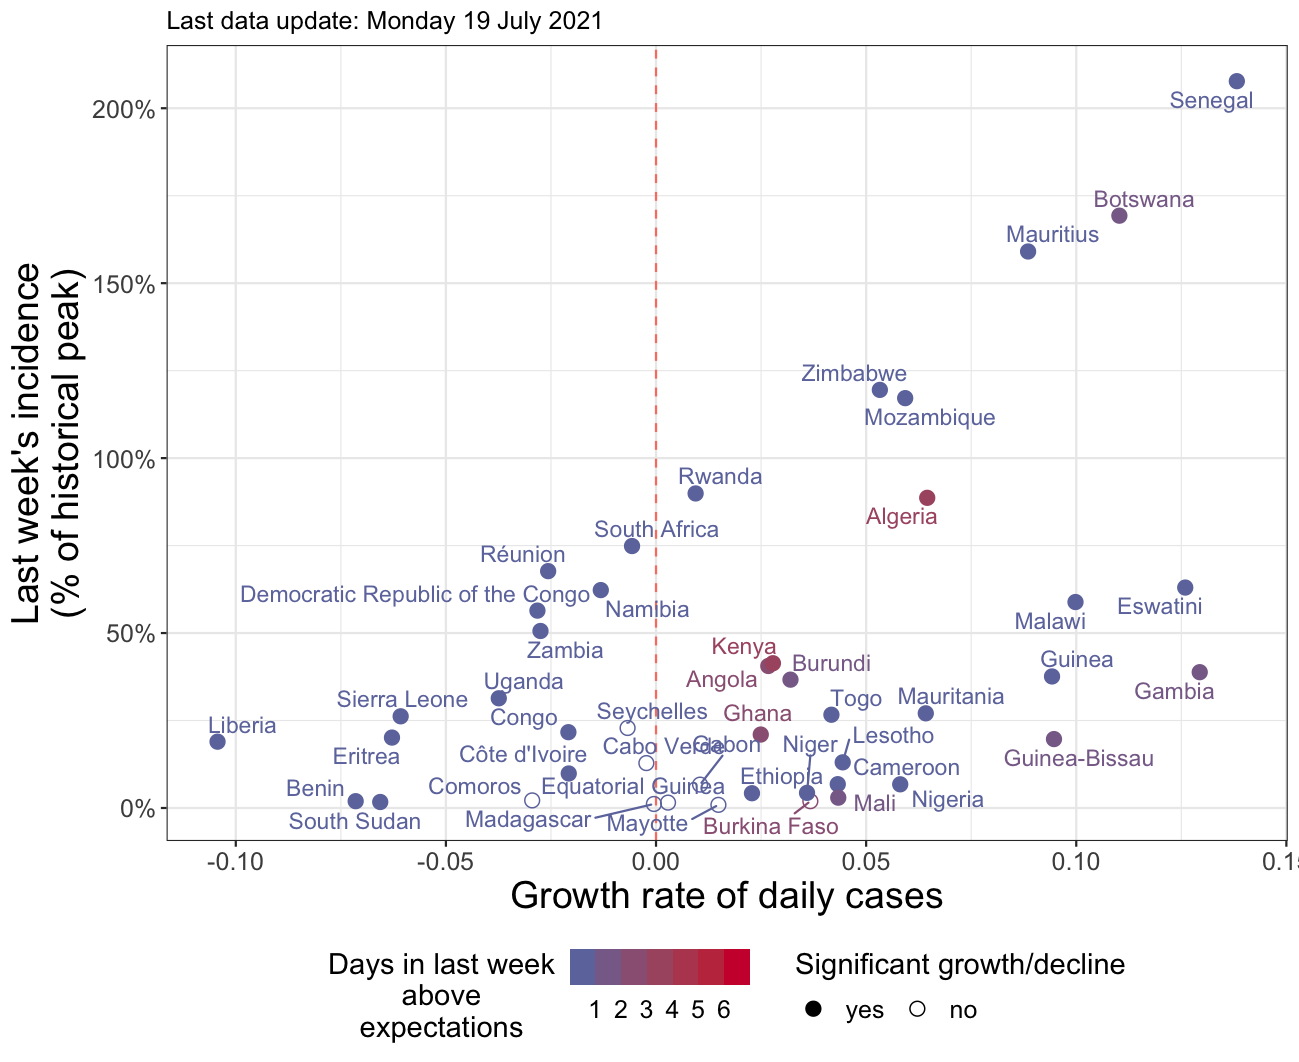 Last data update: Monday 19 July 2021
Last week's incidence
(% of historical peak)
200%
150%
100%
50%
0%
Senegal
Botswana
Mauritius
Zimbabwe
Mozambique
Rwanda
Algeria
South Africa
Réunion
Democratic Republic of the Congo
Namibia
Eswatini
Malawi
Zambia
Kenya
Burundi
Guinea
Angola
Uganda
Gambia
Sierra Leone
Togo
Mauritania
Congo
Seychelles
Ghana
Liberia
Lesotho
Cabo Verde
Gabon
Niger
Eritrea
Côte d'Ivoire
Guinea-Bissau
Cameroon
Ethiopia
Benin
Comoros
Equatorial Guinea
Nigeria
Mali
South Sudan
Madagascar
Mayotte
Burkina Faso
-0.10
-0.05
0.00
0.05
0.10
0.1
Growth rate of daily cases
Days in last week
above
expectations
1 2 3 4 5 6
Significant growth/decline
yes
no